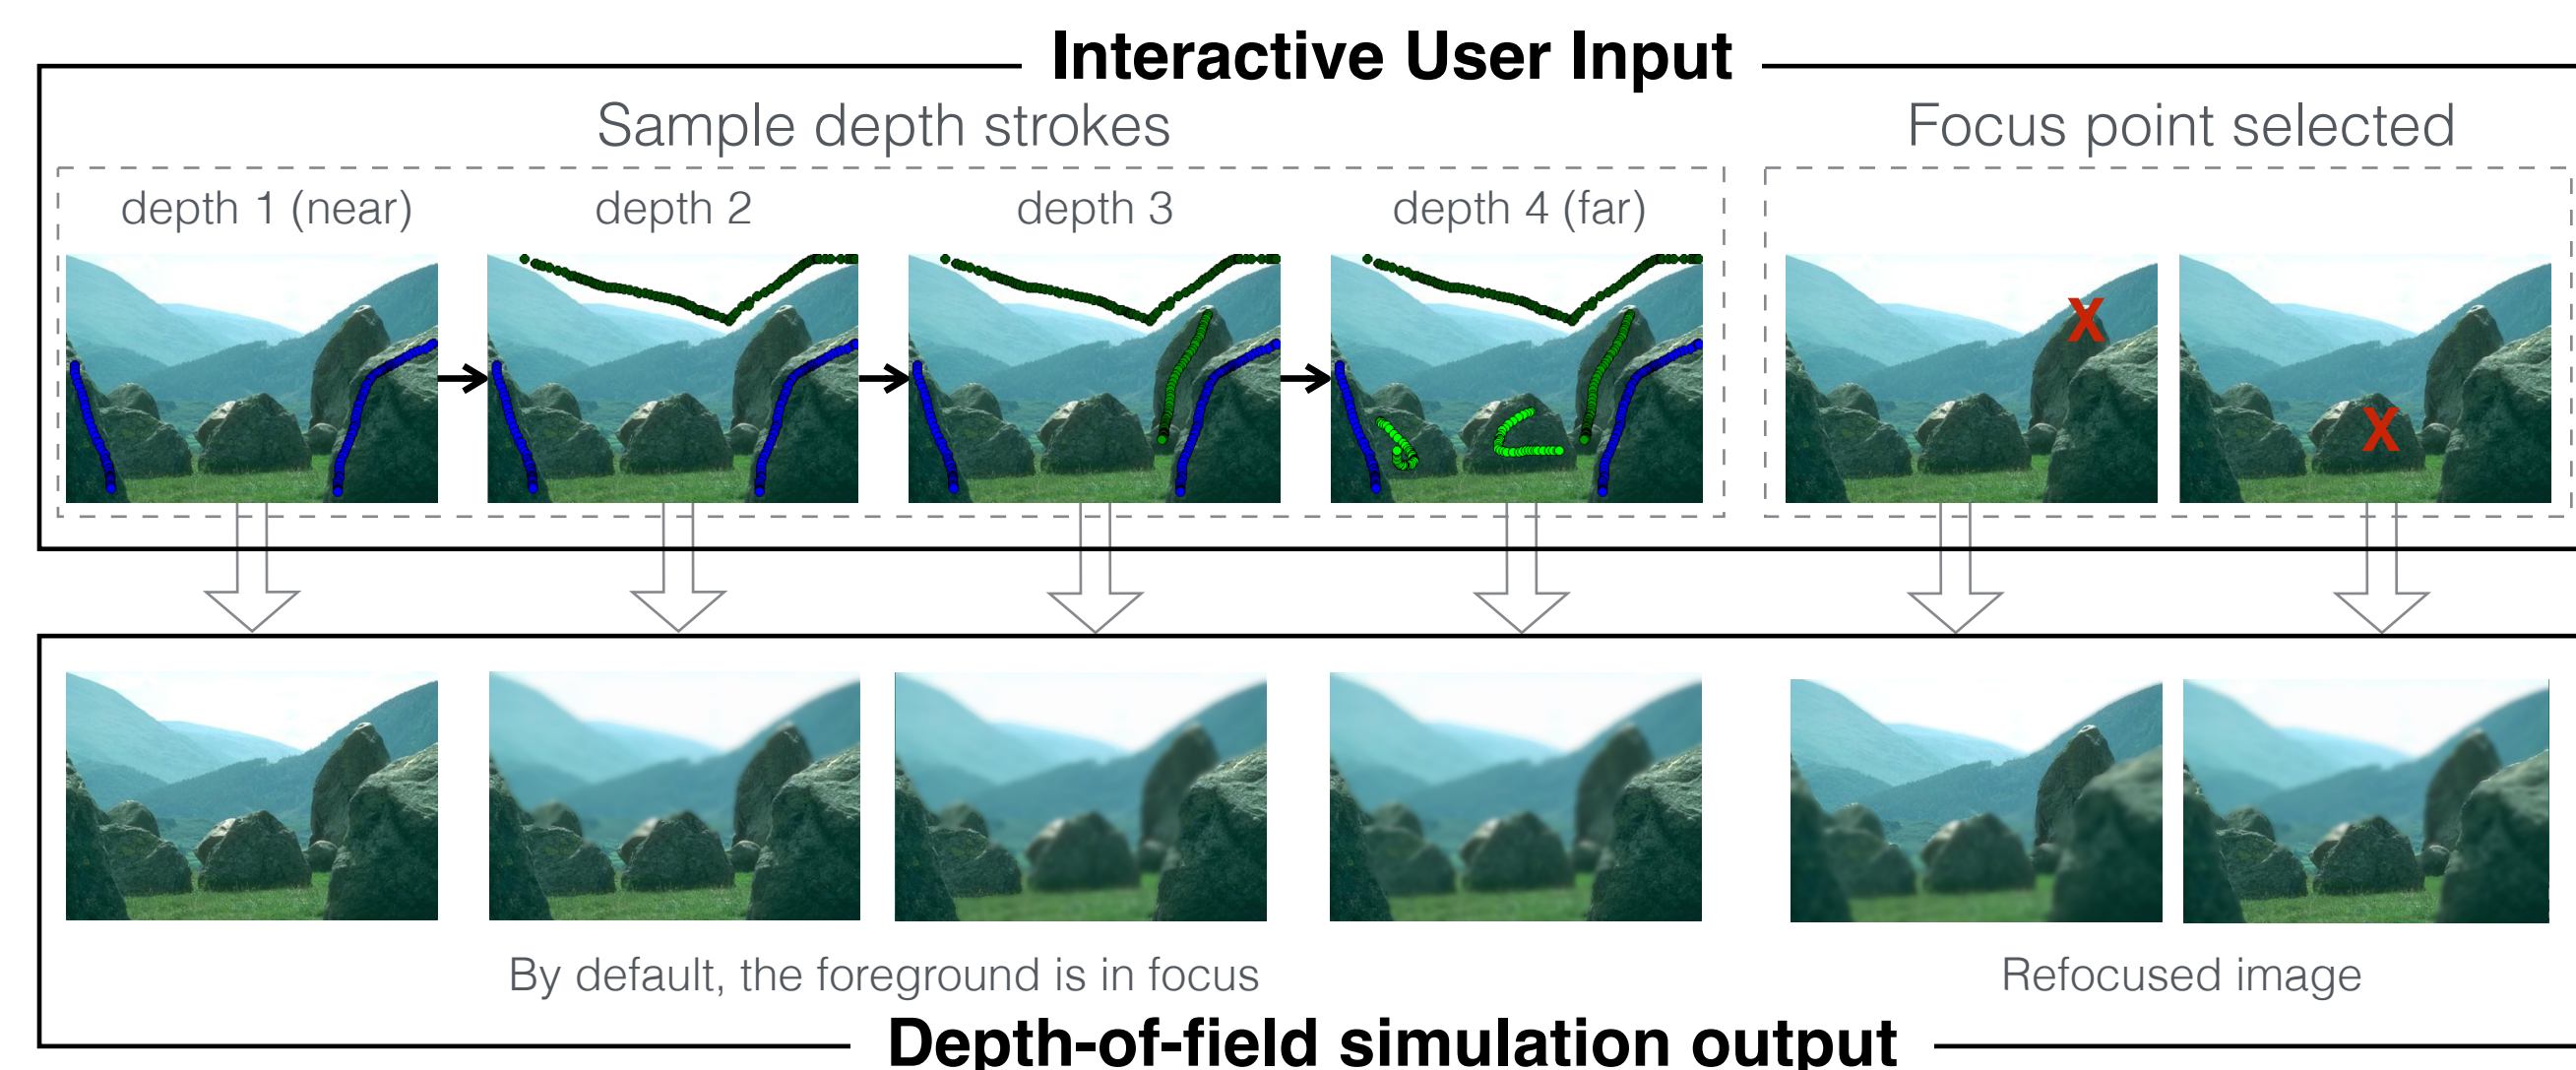 Interactive User Input
Sample depth strokes
Focus point selected
depth 1 (near)
depth 2
depth 3
depth 4 (far)
X
X
By default, the foreground is in focus
Refocused image
Depth-of-field simulation output